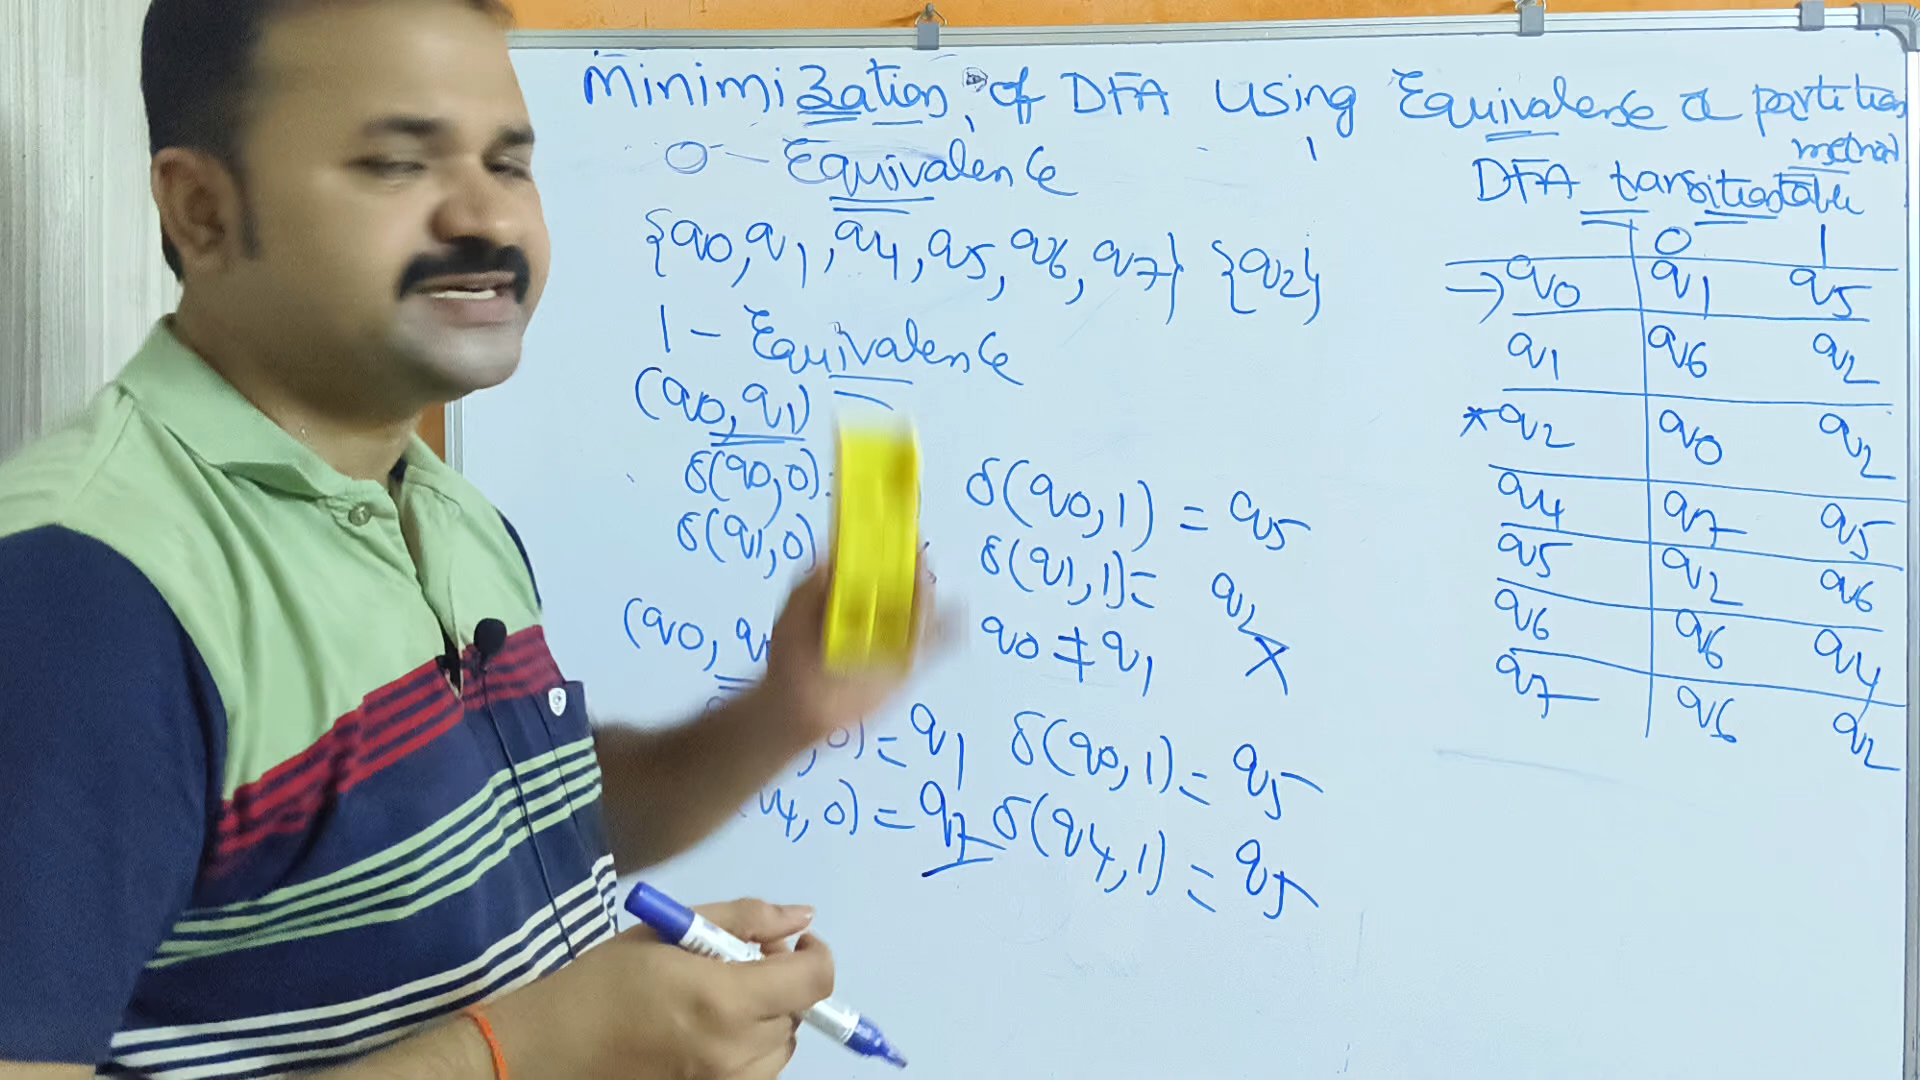 Minimization of DFA using Equivalence & partition method
0 - Equivalence
{q0, q1, q4, q5, q6, q7} {q2}
1 - Equivalence
(q0, q1)
δ(q0,0) δ(q0,1) = q5
δ(q1,0) δ(q1,1) = q2
(q0, q0 ≠ q1 X
,0) = q1 δ(q0,1) = q5
q4,0) = q7 δ(q4,1) = q5
DFA transition table
0 1
→ q0 q1 q5
q1 q6 q2
* q2 q0 q2
q4 q7 q5
q5 q2 q6
q6 q6 q4
q7 q6 q2